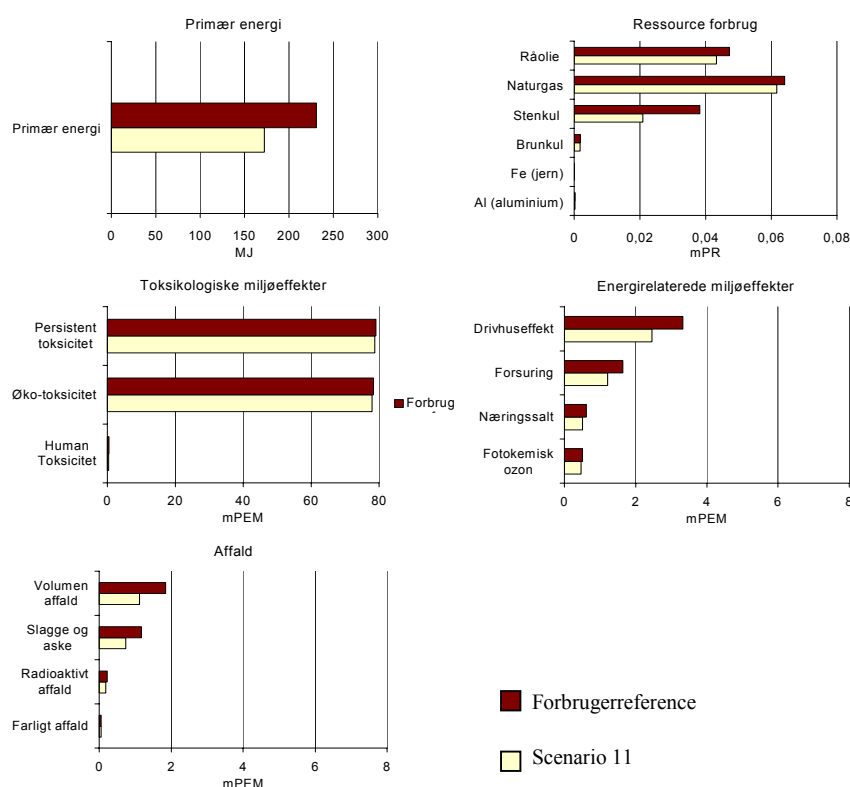 Primær energi
Primær energi
0 50 100 150 200 250 300
MJ
Ressource forbrug
Råolie
Naturgas
Stenkul
Brunkul
Fe (jern)
Al (aluminium)
0 0,02 0,04 0,06 0,08
mPR
Toksikologiske miljøeffekter
Persistent
toksicitet
Øko-toksicitet
Human
Toksicitet
0 20 40 60 80
mPEM
Forbrug
Energirelaterede miljøeffekter
Drivhuseffekt
Forsuring
Næringssalt
Fotokemisk
ozon
0 2 4 6 8
mPEM
Affald
Volumen
affald
Slagge og
aske
Radioaktivt
affald
Farligt affald
0 2 4 6 8
mPEM
Forbrugerreference
Scenario 11